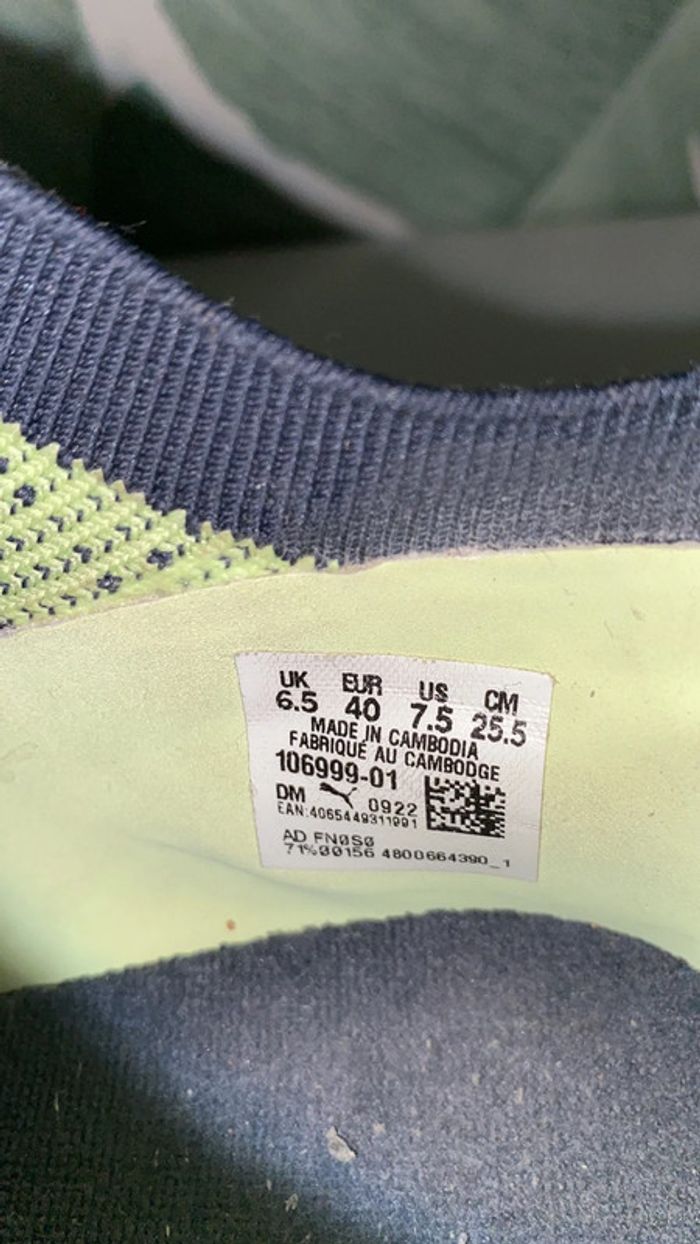 UK EUR US CM
6.5 40 7.5 25.5
MADE IN CAMBODIA
FABRIQUÉ AU CAMBODGE
106999-01
DM 0922
EAN:4065449311991
AD FN0S0
71%00156 4800664390_1